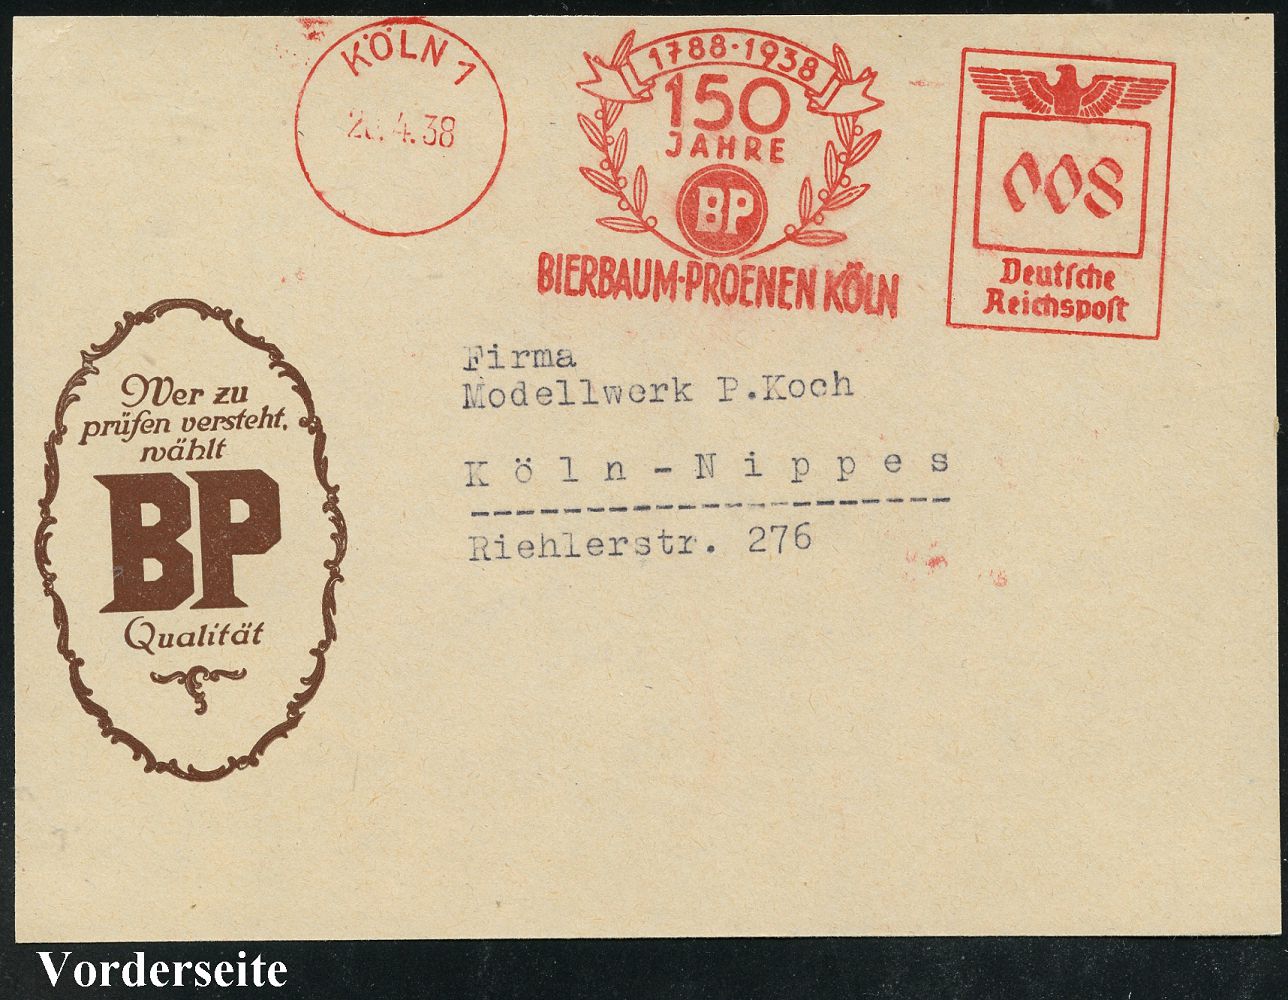 KÖLN 1
4.38
1788·1938
150
JAHRE
BP
BIERBAUM·PROENEN KÖLN
008
Deutsche
Reichspost
Wer zu
prüfen versteht,
wählt
BP
Qualität
Firma
Modellwerk P.Koch
Köln-Nippes
Riehlerstr. 276
Vorderseite